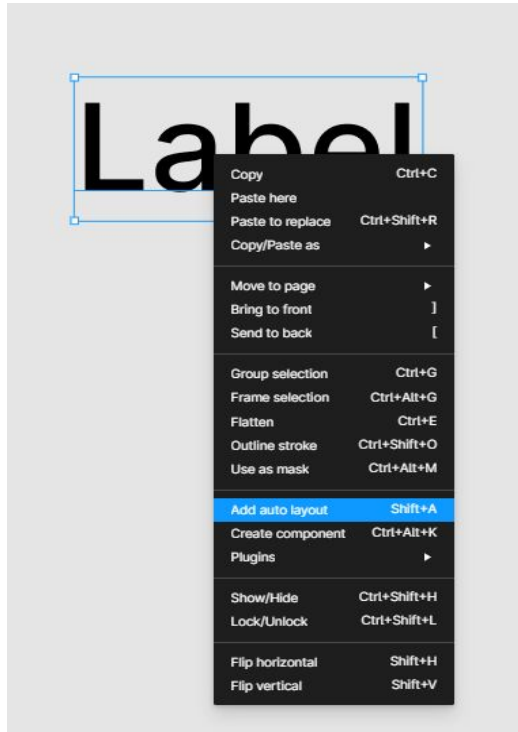 Label
Copy Ctrl+C
Paste here
Paste to replace Ctrl+Shift+R
Copy/Paste as
Move to page
Bring to front ]
Send to back [
Group selection Ctrl+G
Frame selection Ctrl+Alt+G
Flatten Ctrl+E
Outline stroke Ctrl+Shift+O
Use as mask Ctrl+Alt+M
Add auto layout Shift+A
Create component Ctrl+Alt+K
Plugins
Show/Hide Ctrl+Shift+H
Lock/Unlock Ctrl+Shift+L
Flip horizontal Shift+H
Flip vertical Shift+V